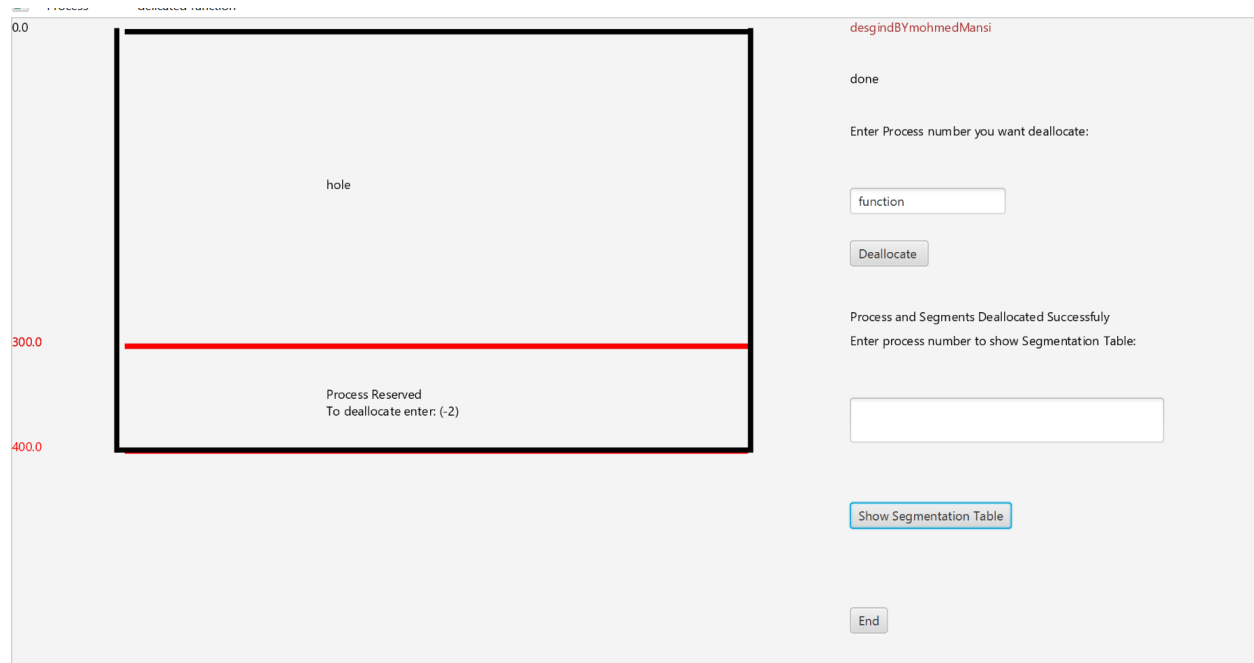 0.0
desgindBYmohmedMansi
done
Enter Process number you want deallocate:
hole
function
Deallocate
Process and Segments Deallocated Successfuly
300.0
Enter process number to show Segmentation Table:
Process Reserved
To deallocate enter: (-2)
400.0
Show Segmentation Table
End